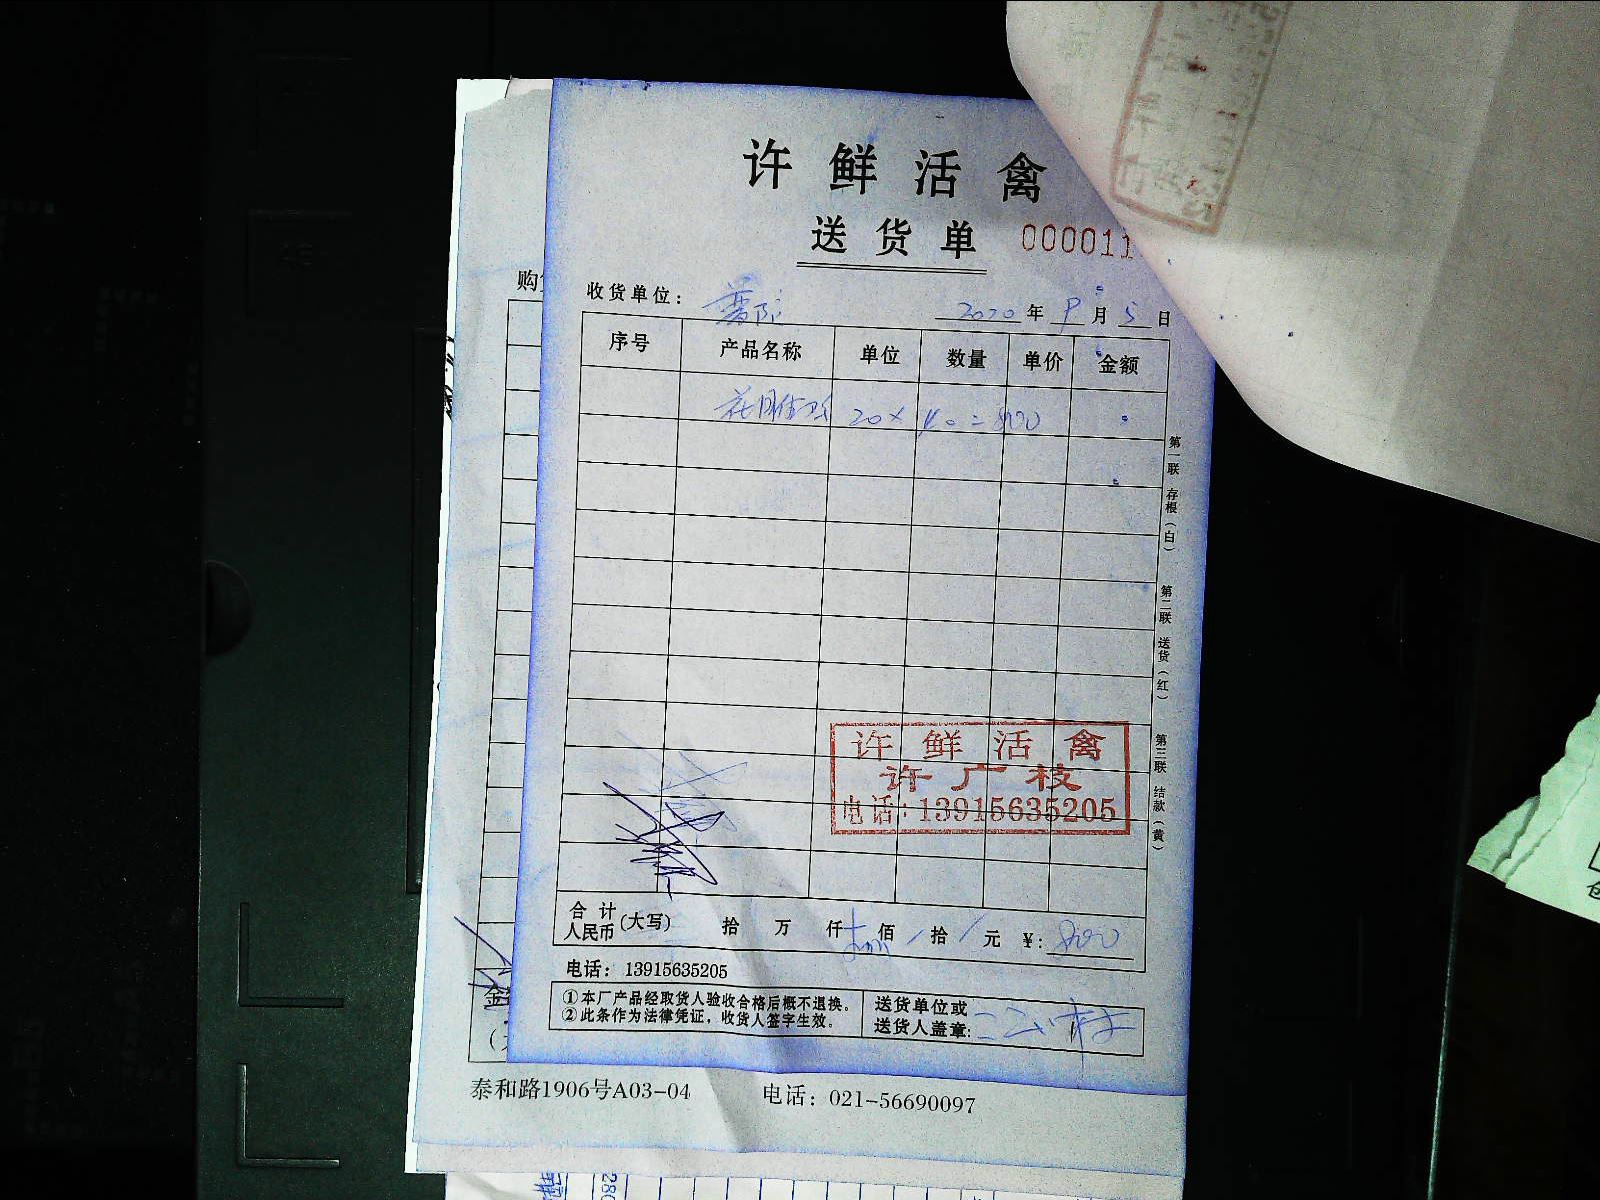 许鲜活禽
送货单 000011
收货单位：
2020年9月5日
序号 产品名称 单位 数量 单价 金额
20× 40=800
第一联 存根（白） 第二联 送货（红） 第三联 结款（黄）
许鲜活禽
许广枝
电话：13915635205
合计人民币（大写） 拾 万 仟 佰 / 拾 / 元 ¥：800
电话：13915635205
①本厂产品经取货人验收合格后概不退换。
②此条作为法律凭证，收货人签字生效。
送货单位或
送货人盖章：
购
金
泰和路1906号A03-04 电话：021-56690097